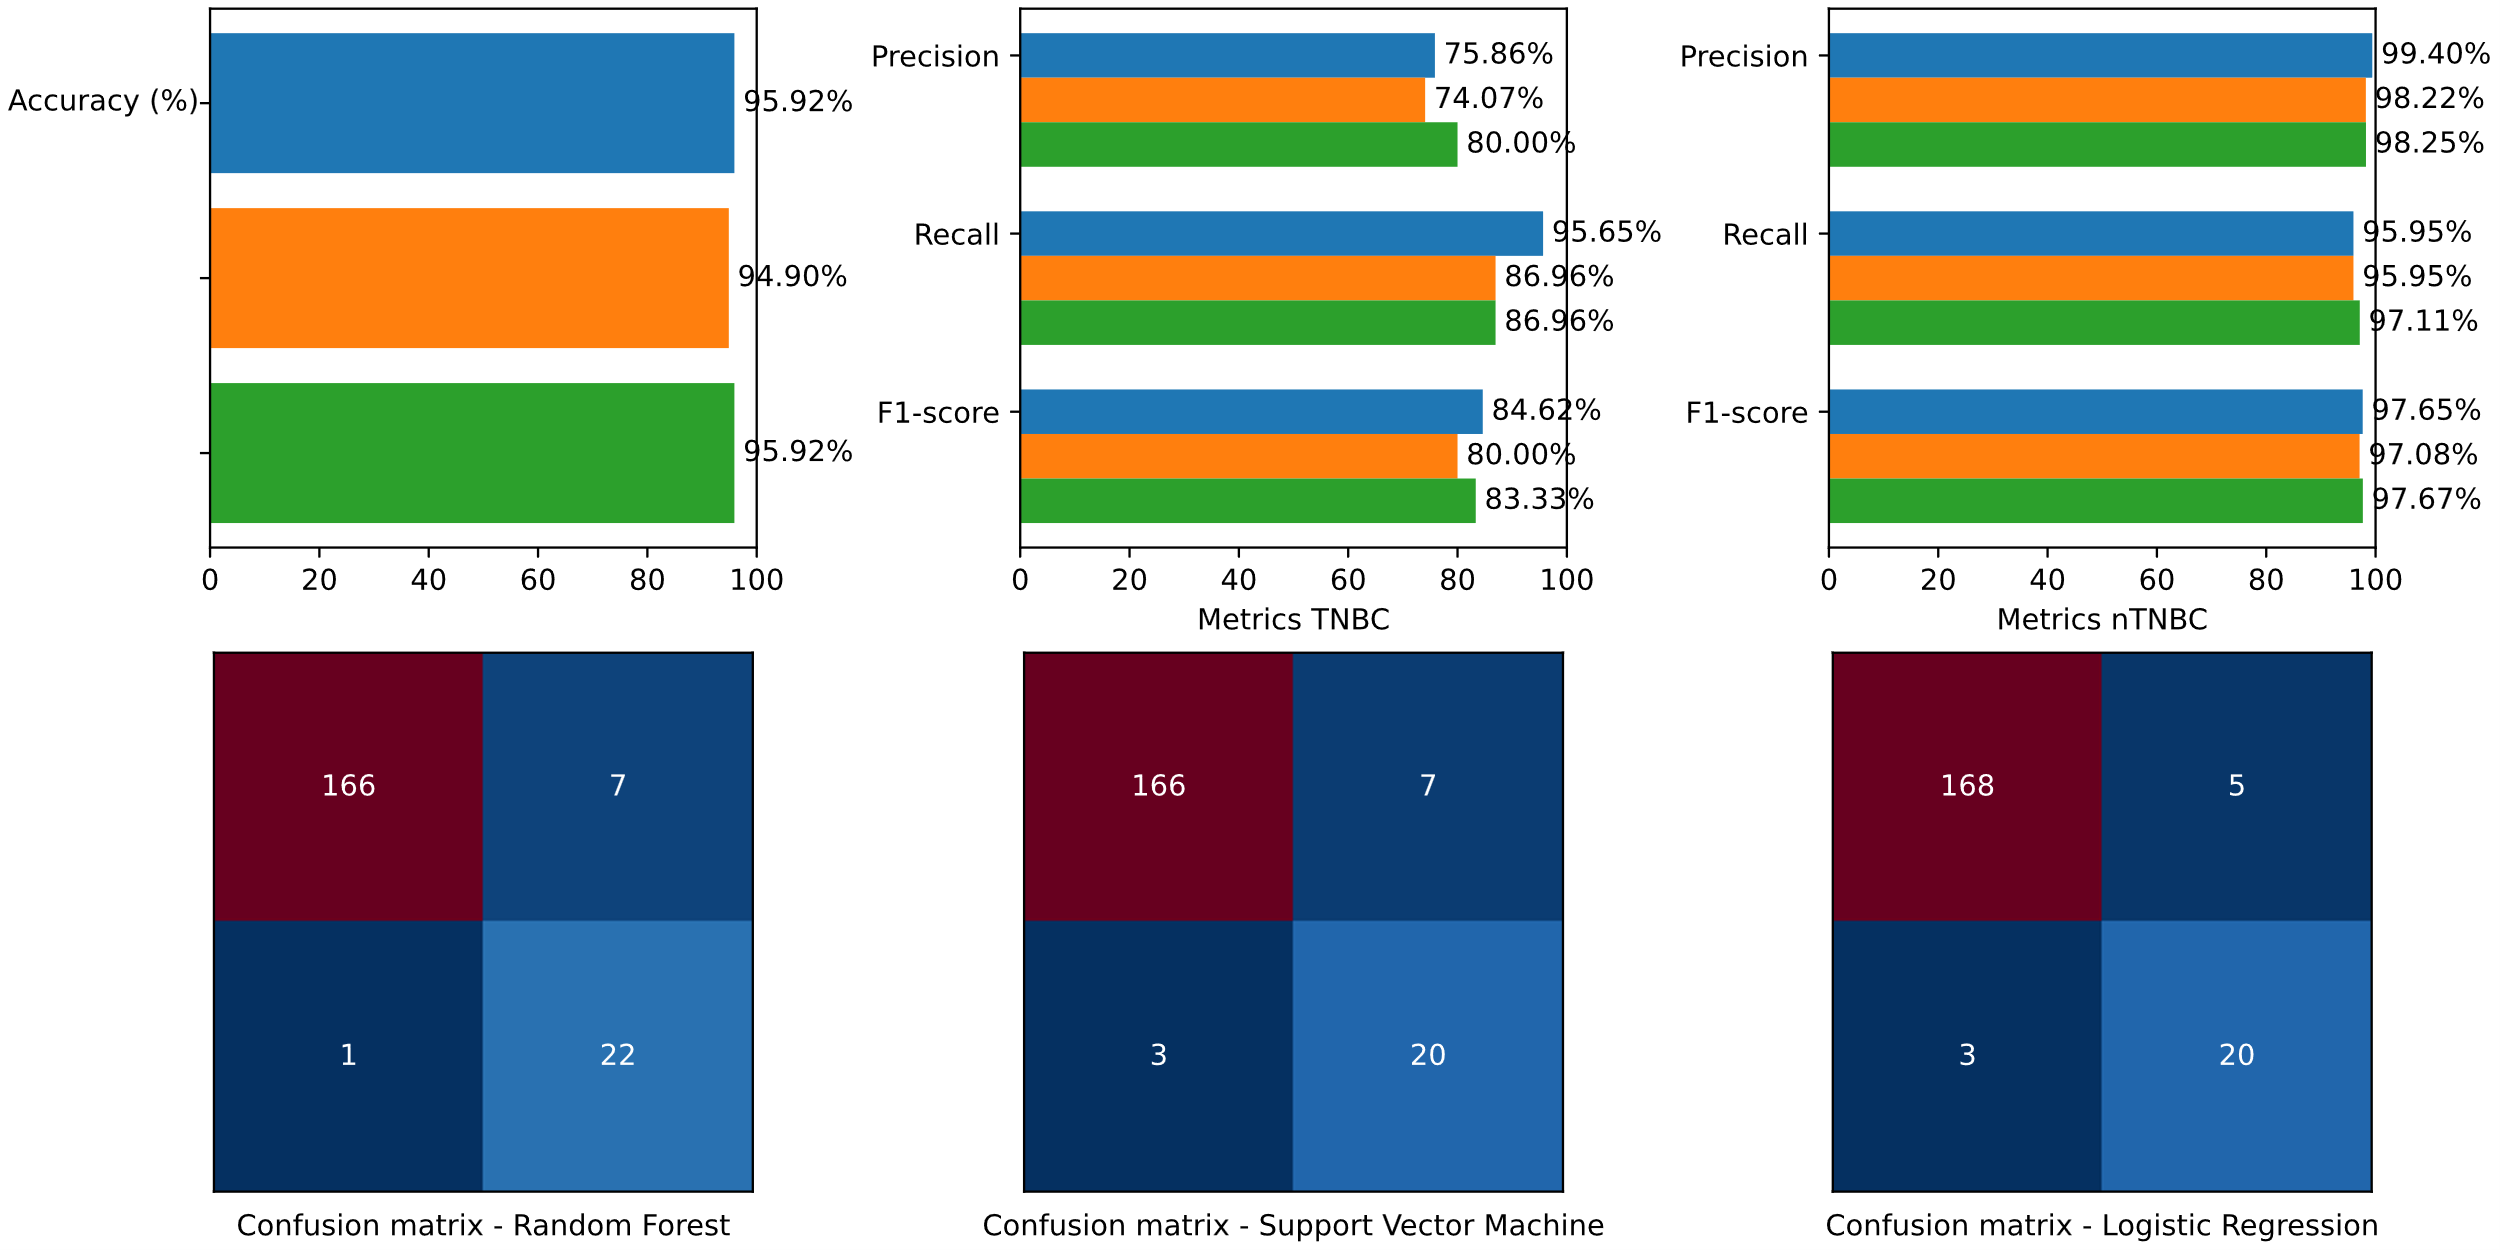 Accuracy (%)
95.92%
94.90%
95.92%
0 20 40 60 80 100
Precision
75.86%
74.07%
80.00%
Recall
95.65%
86.96%
86.96%
F1-score
84.62%
80.00%
83.33%
0 20 40 60 80 100
Metrics TNBC
Precision
99.40%
98.22%
98.25%
Recall
95.95%
95.95%
97.11%
F1-score
97.65%
97.08%
97.67%
0 20 40 60 80 100
Metrics nTNBC
166 7
1 22
Confusion matrix - Random Forest
166 7
3 20
Confusion matrix - Support Vector Machine
168 5
3 20
Confusion matrix - Logistic Regression